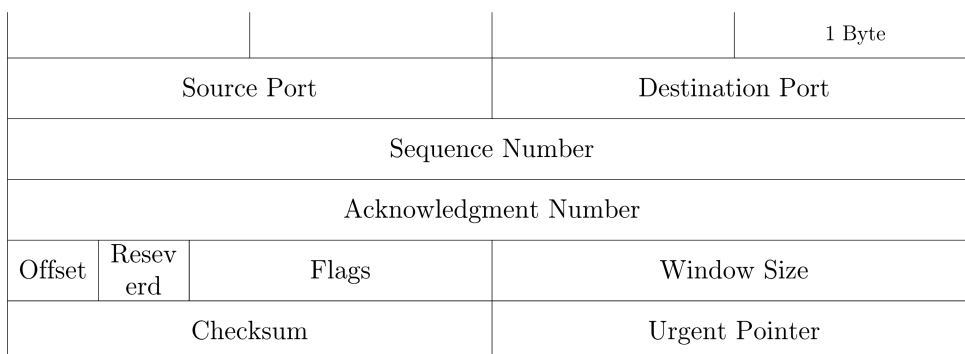 1 Byte
Source Port
Destination Port
Sequence Number
Acknowledgment Number
Offset
Resev
erd
Flags
Window Size
Checksum
Urgent Pointer